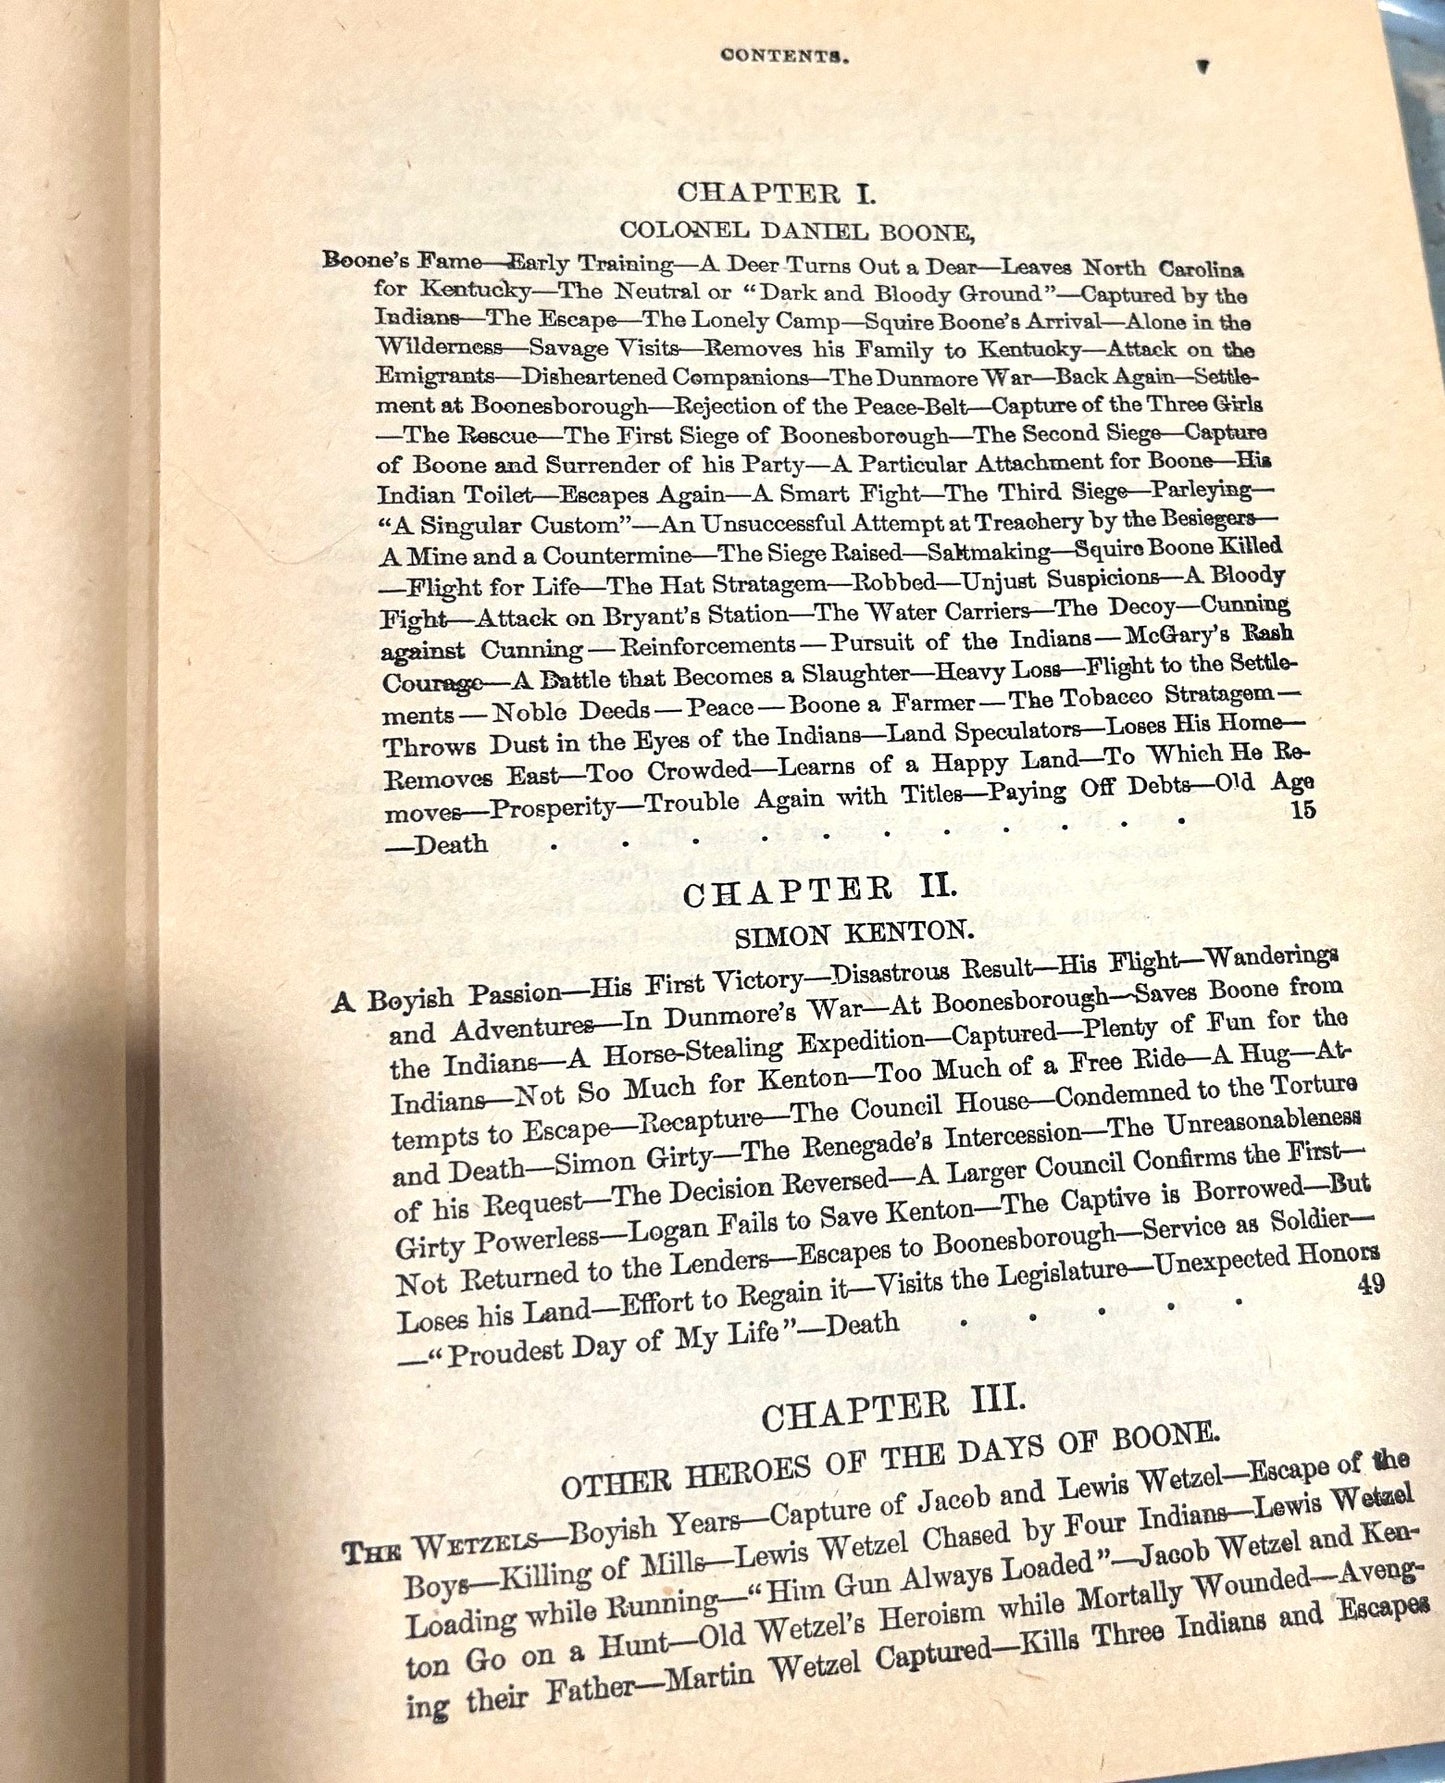 CONTENTS.
CHAPTER I.
COLONEL DANIEL BOONE,
Boone's Fame—Early Training—A Deer Turns Out a Dear—Leaves North Carolina
for Kentucky—The Neutral or "Dark and Bloody Ground"—Captured by the
Indians—The Escape—The Lonely Camp—Squire Boone's Arrival—Alone in the
Wilderness—Savage Visits—Removes his Family to Kentucky—Attack on the
Emigrants—Disheartened Companions—The Dunmore War—Back Again—Settle-
ment at Boonesborough—Rejection of the Peace-Belt—Capture of the Three Girls
—The Rescue—The First Siege of Boonesborough—The Second Siege—Capture
of Boone and Surrender of his Party—A Particular Attachment for Boone—His
Indian Toilet—Escapes Again—A Smart Fight—The Third Siege—Parleying—
"A Singular Custom"—An Unsuccessful Attempt at Treachery by the Besiegers—
A Mine and a Countermine—The Siege Raised—Saltmaking—Squire Boone Killed
—Flight for Life—The Hat Stratagem—Robbed—Unjust Suspicions—A Bloody
Fight—Attack on Bryant's Station—The Water Carriers—The Decoy—Cunning
against Cunning—Reinforcements—Pursuit of the Indians—McGary's Rash
Courage—A Battle that Becomes a Slaughter—Heavy Loss—Flight to the Settle-
ments—Noble Deeds—Peace—Boone a Farmer—The Tobacco Stratagem—
Throws Dust in the Eyes of the Indians—Land Speculators—Loses His Home—
Removes East—Too Crowded—Learns of a Happy Land—To Which He Re-
moves—Prosperity—Trouble Again with Titles—Paying Off Debts—Old Age
—Death . . . . . . . . . . . 15
CHAPTER II.
SIMON KENTON.
A Boyish Passion—His First Victory—Disastrous Result—His Flight—Wanderings
and Adventures—In Dunmore's War—At Boonesborough—Saves Boone from
the Indians—A Horse-Stealing Expedition—Captured—Plenty of Fun for the
Indians—Not So Much for Kenton—Too Much of a Free Ride—A Hug—At-
tempts to Escape—Recapture—The Council House—Condemned to the Torture
and Death—Simon Girty—The Renegade's Intercession—The Unreasonableness
of his Request—The Decision Reversed—A Larger Council Confirms the First—
Girty Powerless—Logan Fails to Save Kenton—The Captive is Borrowed—But
Not Returned to the Lenders—Escapes to Boonesborough—Service as Soldier—
Loses his Land—Effort to Regain it—Visits the Legislature—Unexpected Honors
—"Proudest Day of My Life"—Death . . . . . 49
CHAPTER III.
OTHER HEROES OF THE DAYS OF BOONE.
THE WETZELS—Boyish Years—Capture of Jacob and Lewis Wetzel—Escape of the
Boys—Killing of Mills—Lewis Wetzel Chased by Four Indians—Lewis Wetzel
Loading while Running—"Him Gun Always Loaded"—Jacob Wetzel and Ken-
ton Go on a Hunt—Old Wetzel's Heroism while Mortally Wounded—Aveng-
ing their Father—Martin Wetzel Captured—Kills Three Indians and Escapes